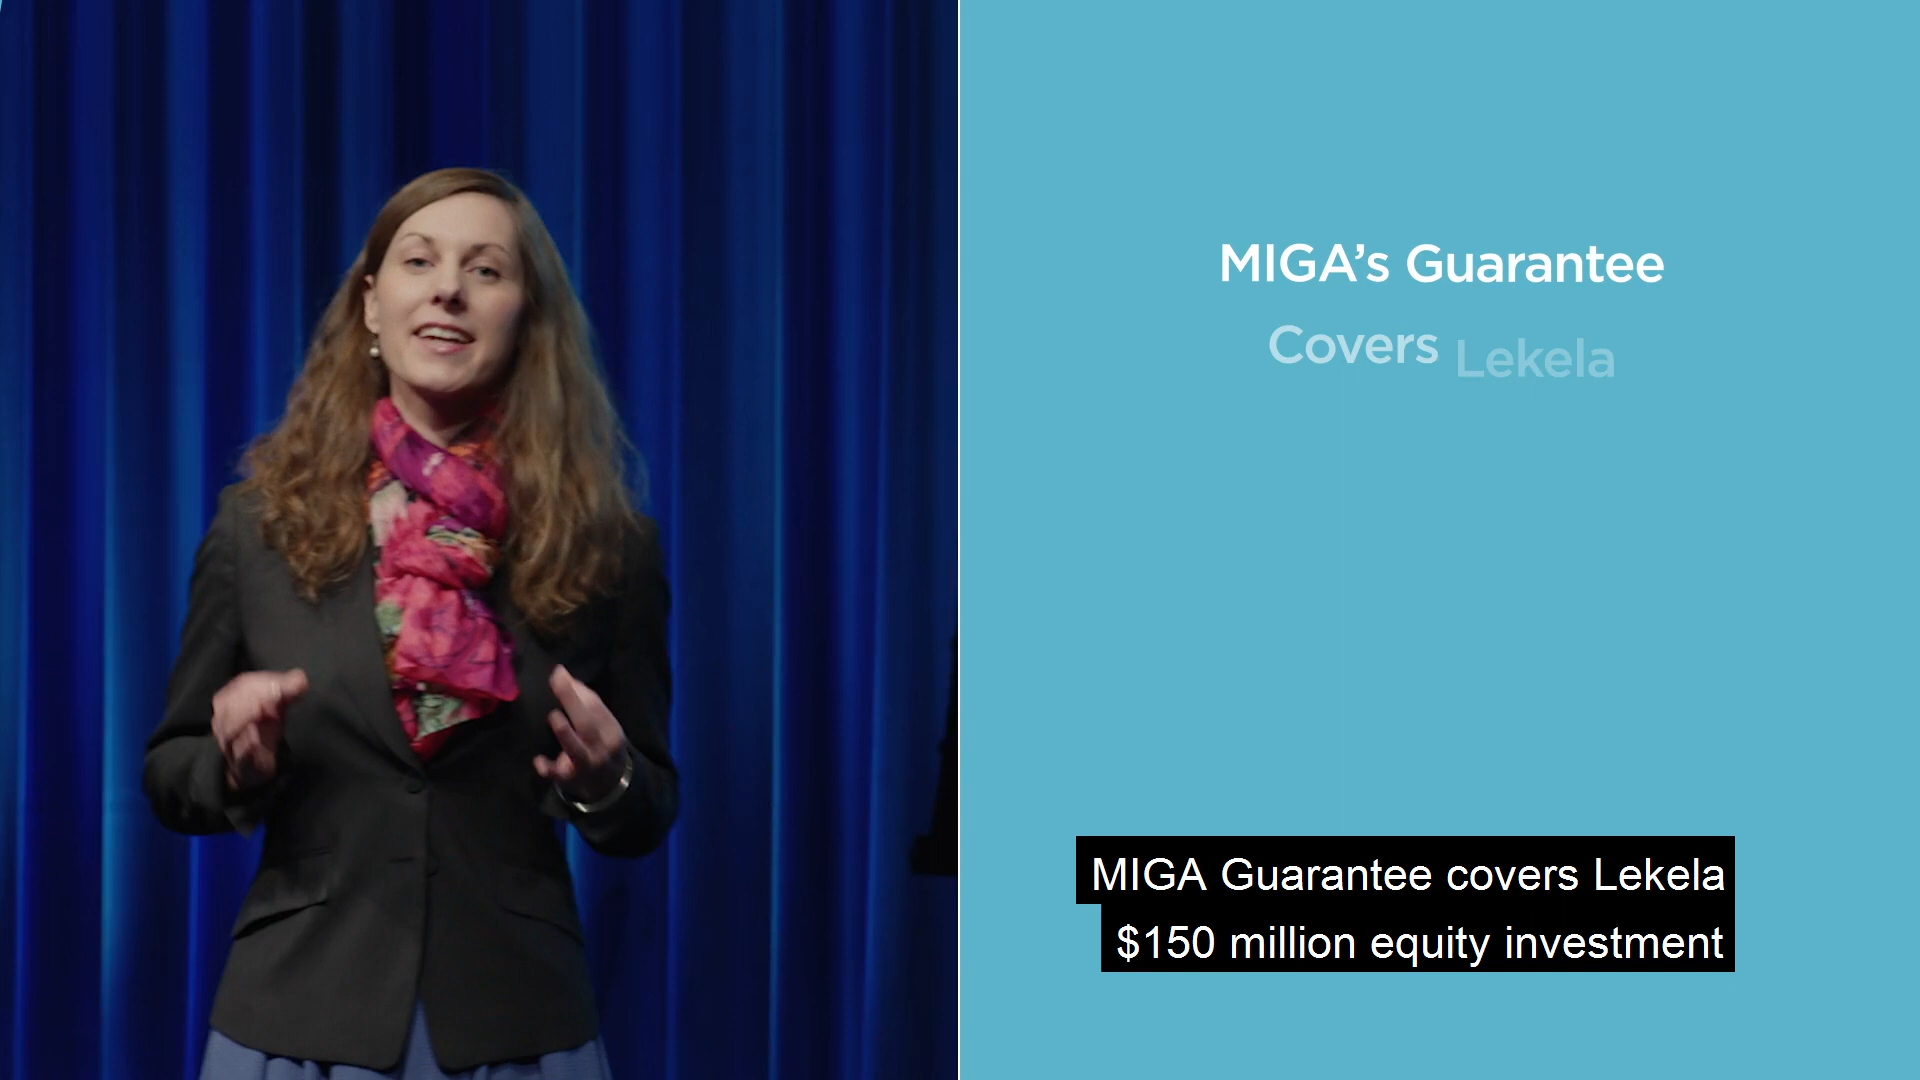 MIGA’s Guarantee
Covers Lekela
MIGA Guarantee covers Lekela
$150 million equity investment